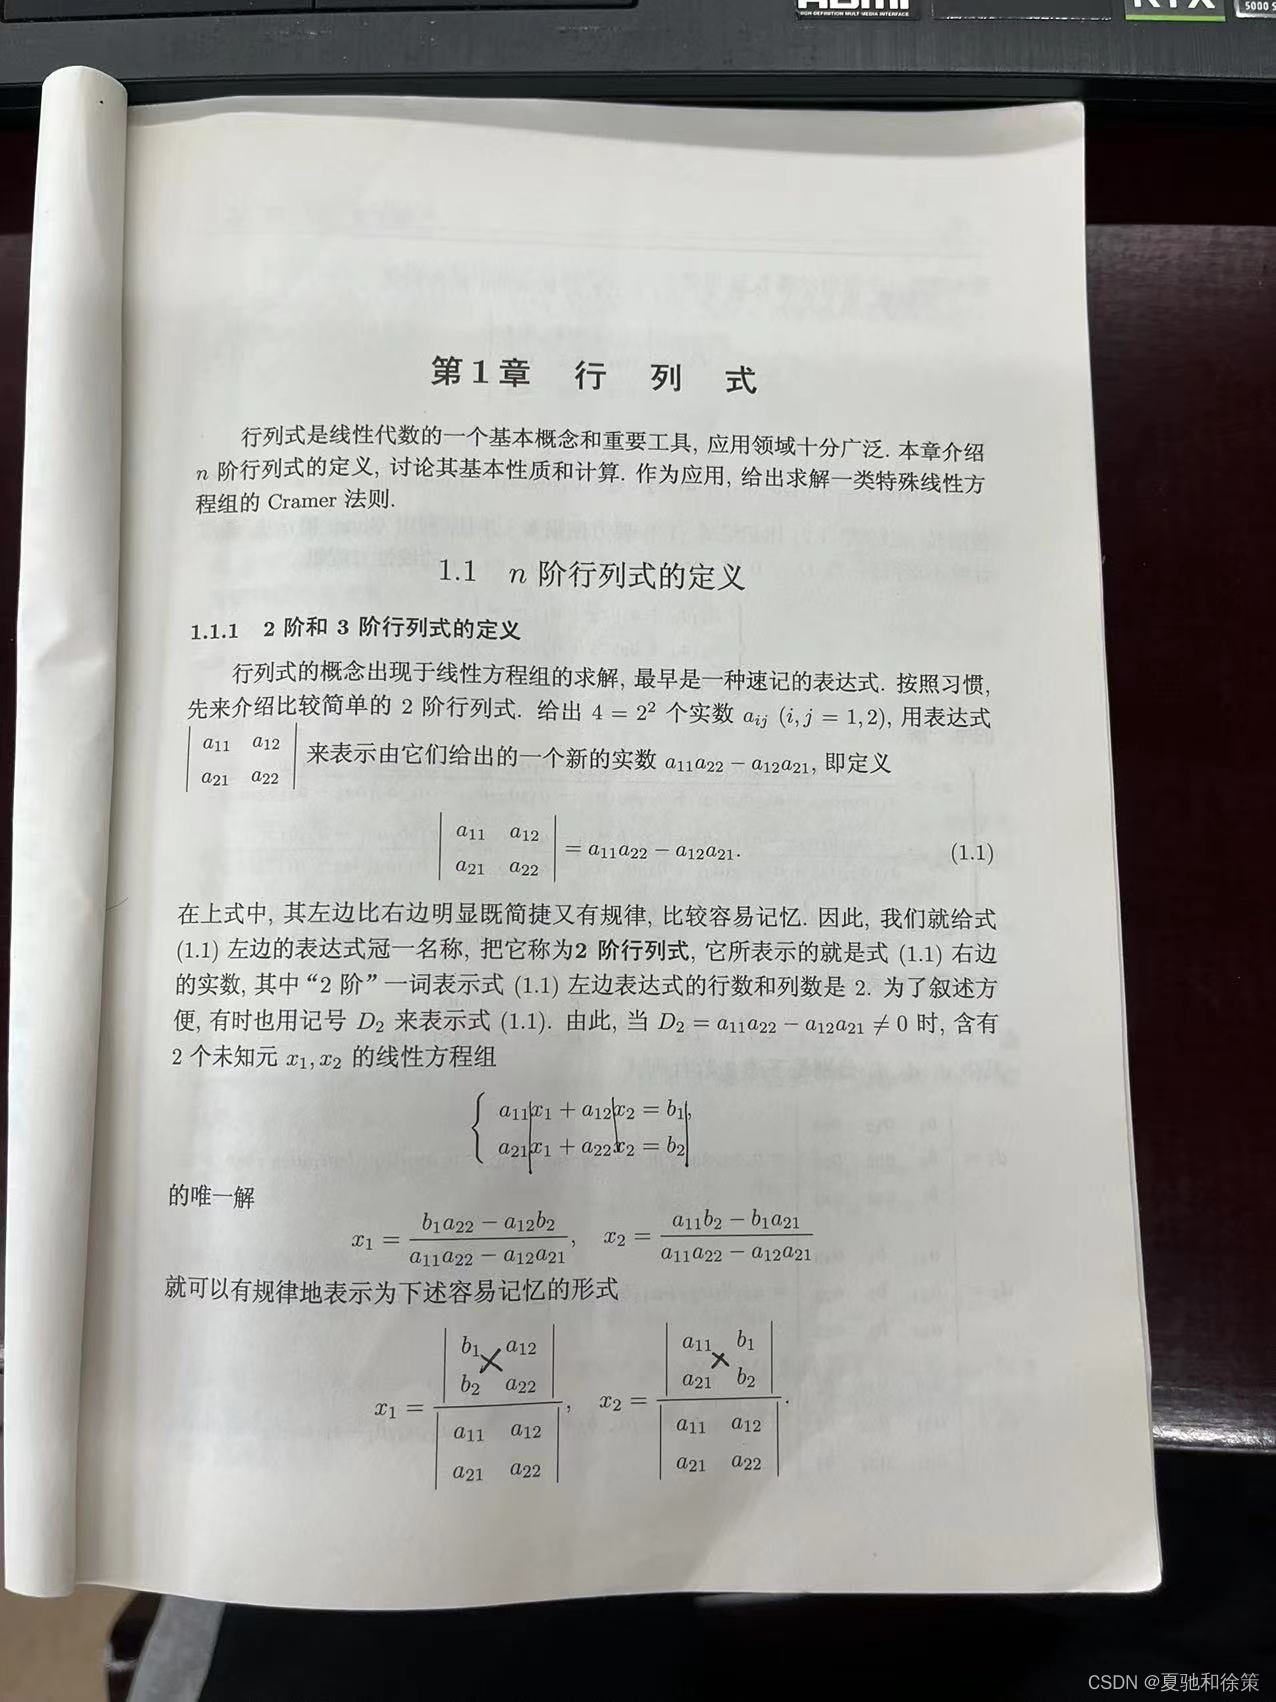 HDMI
HIGH DEFINITION MULTIMEDIA INTERFACE
RTX
5000 S
第1章 行 列 式
行列式是线性代数的一个基本概念和重要工具, 应用领域十分广泛. 本章介绍
n 阶行列式的定义, 讨论其基本性质和计算. 作为应用, 给出求解一类特殊线性方
程组的 Cramer 法则.
1.1 n 阶行列式的定义
1.1.1 2 阶和 3 阶行列式的定义
行列式的概念出现于线性方程组的求解, 最早是一种速记的表达式. 按照习惯,
先来介绍比较简单的 2 阶行列式. 给出 4 = 2² 个实数 a_{ij} (i, j = 1, 2), 用表达式
| a₁₁ a₁₂ |
| a₂₁ a₂₂ | 来表示由它们给出的一个新的实数 a₁₁a₂₂ − a₁₂a₂₁, 即定义
| a₁₁ a₁₂ |
| a₂₁ a₂₂ | = a₁₁a₂₂ − a₁₂a₂₁. (1.1)
在上式中, 其左边比右边明显既简捷又有规律, 比较容易记忆. 因此, 我们就给式
(1.1) 左边的表达式冠一名称, 把它称为2 阶行列式, 它所表示的就是式 (1.1) 右边
的实数, 其中“2 阶”一词表示式 (1.1) 左边表达式的行数和列数是 2. 为了叙述方
便, 有时也用记号 D₂ 来表示式 (1.1). 由此, 当 D₂ = a₁₁a₂₂ − a₁₂a₂₁ ≠ 0 时, 含有
2 个未知元 x₁, x₂ 的线性方程组
{ a₁₁x₁ + a₁₂x₂ = b₁,
a₂₁x₁ + a₂₂x₂ = b₂
的唯一解
x₁ = (b₁a₂₂ − a₁₂b₂)/(a₁₁a₂₂ − a₁₂a₂₁), x₂ = (a₁₁b₂ − b₁a₂₁)/(a₁₁a₂₂ − a₁₂a₂₁)
就可以有规律地表示为下述容易记忆的形式
| b₁ a₁₂ | | a₁₁ b₁ |
| b₂ a₂₂ | | a₂₁ b₂ |
x₁ = , x₂ = .
| a₁₁ a₁₂ | | a₁₁ a₁₂ |
| a₂₁ a₂₂ | | a₂₁ a₂₂ |
CSDN @夏驰和徐策